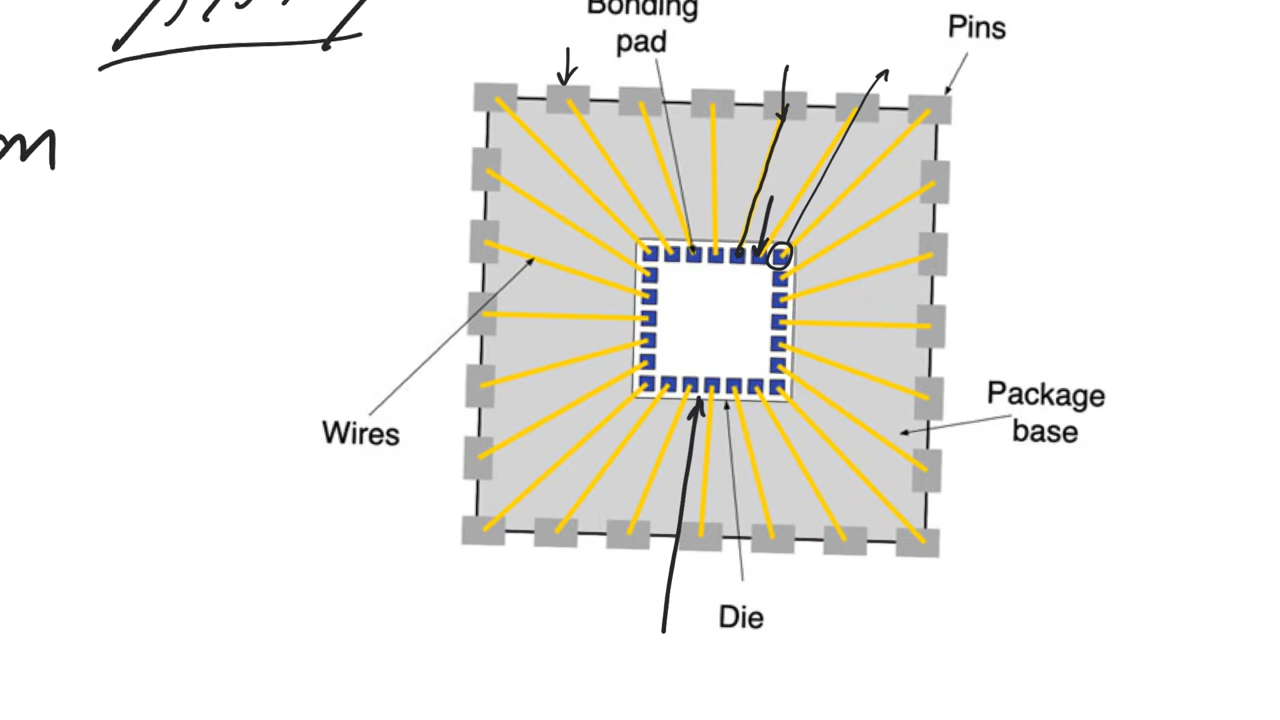 Bonding
pad
Pins
m
Wires
Package
base
Die